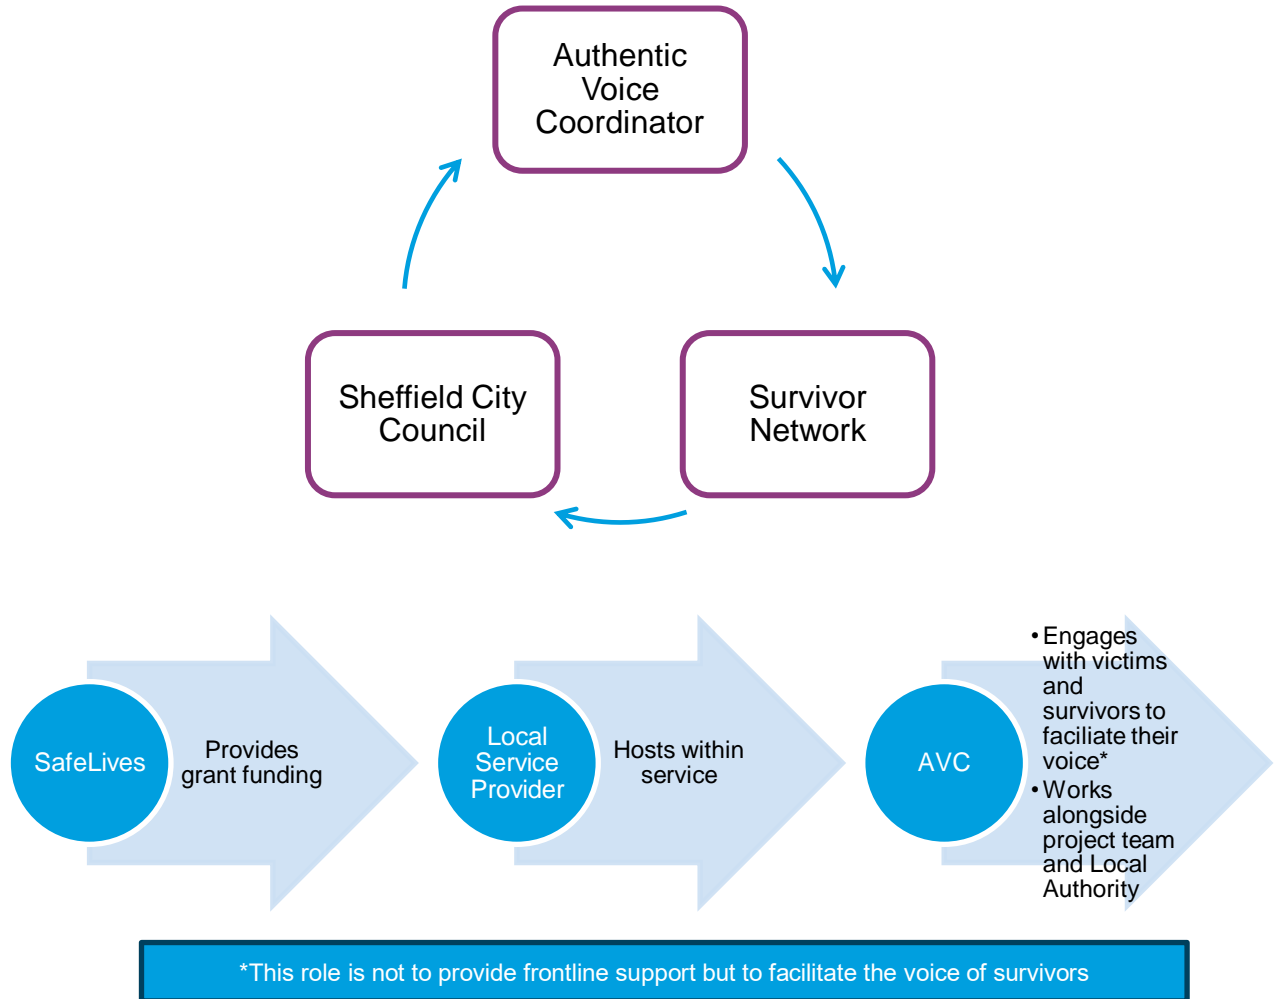 Authentic
Voice
Coordinator
Sheffield City
Council
Survivor
Network
SafeLives
Provides
grant funding
Local
Service
Provider
Hosts within
service
AVC
• Engages
with victims
and
survivors to
faciliate their
voice*
• Works
alongside
project team
and Local
Authority
*This role is not to provide frontline support but to facilitate the voice of survivors